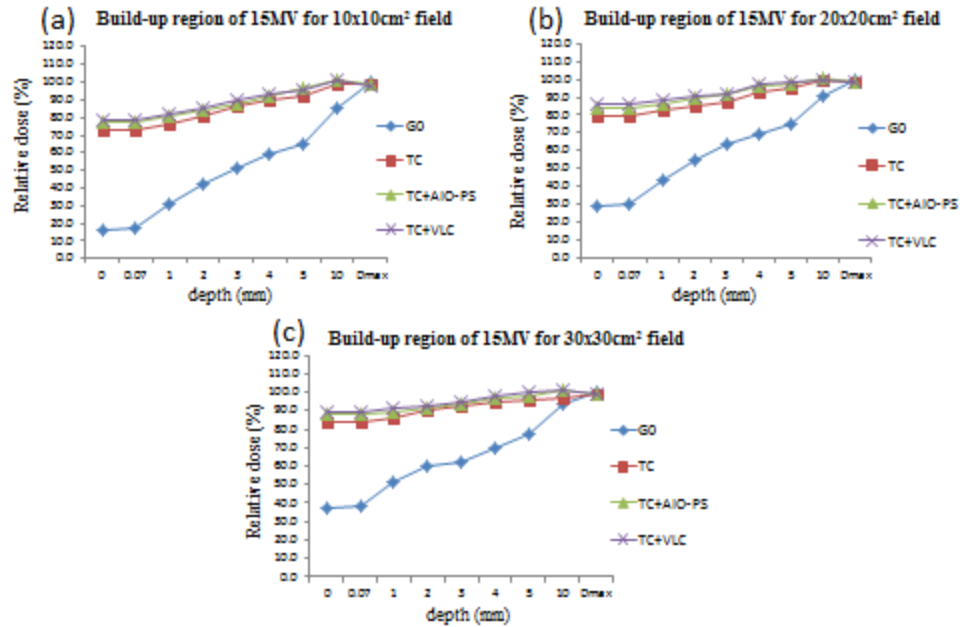 (a) Build-up region of 15MV for 10x10cm² field
120.0
100.0
90.0
80.0
70.0
60.0
50.0
40.0
30.0
20.0
10.0
0.0
Relative dose (%)
0 0.07 1 2 3 4 5 10 Dmax
depth (mm)
G0
TC
TC+AIO-PS
TC+VLC
(b) Build-up region of 15MV for 20x20cm² field
120.0
100.0
90.0
80.0
70.0
60.0
50.0
40.0
30.0
20.0
10.0
0.0
Relative dose (%)
0 0.07 1 2 3 4 5 10 Dmax
depth (mm)
G0
TC
TC+AIO-PS
TC+VLC
(c) Build-up region of 15MV for 30x30cm² field
120.0
100.0
90.0
80.0
70.0
60.0
50.0
40.0
30.0
20.0
10.0
0.0
Relative dose (%)
0 0.07 1 2 3 4 5 10 Dmax
depth (mm)
G0
TC
TC+AIO-PS
TC+VLC